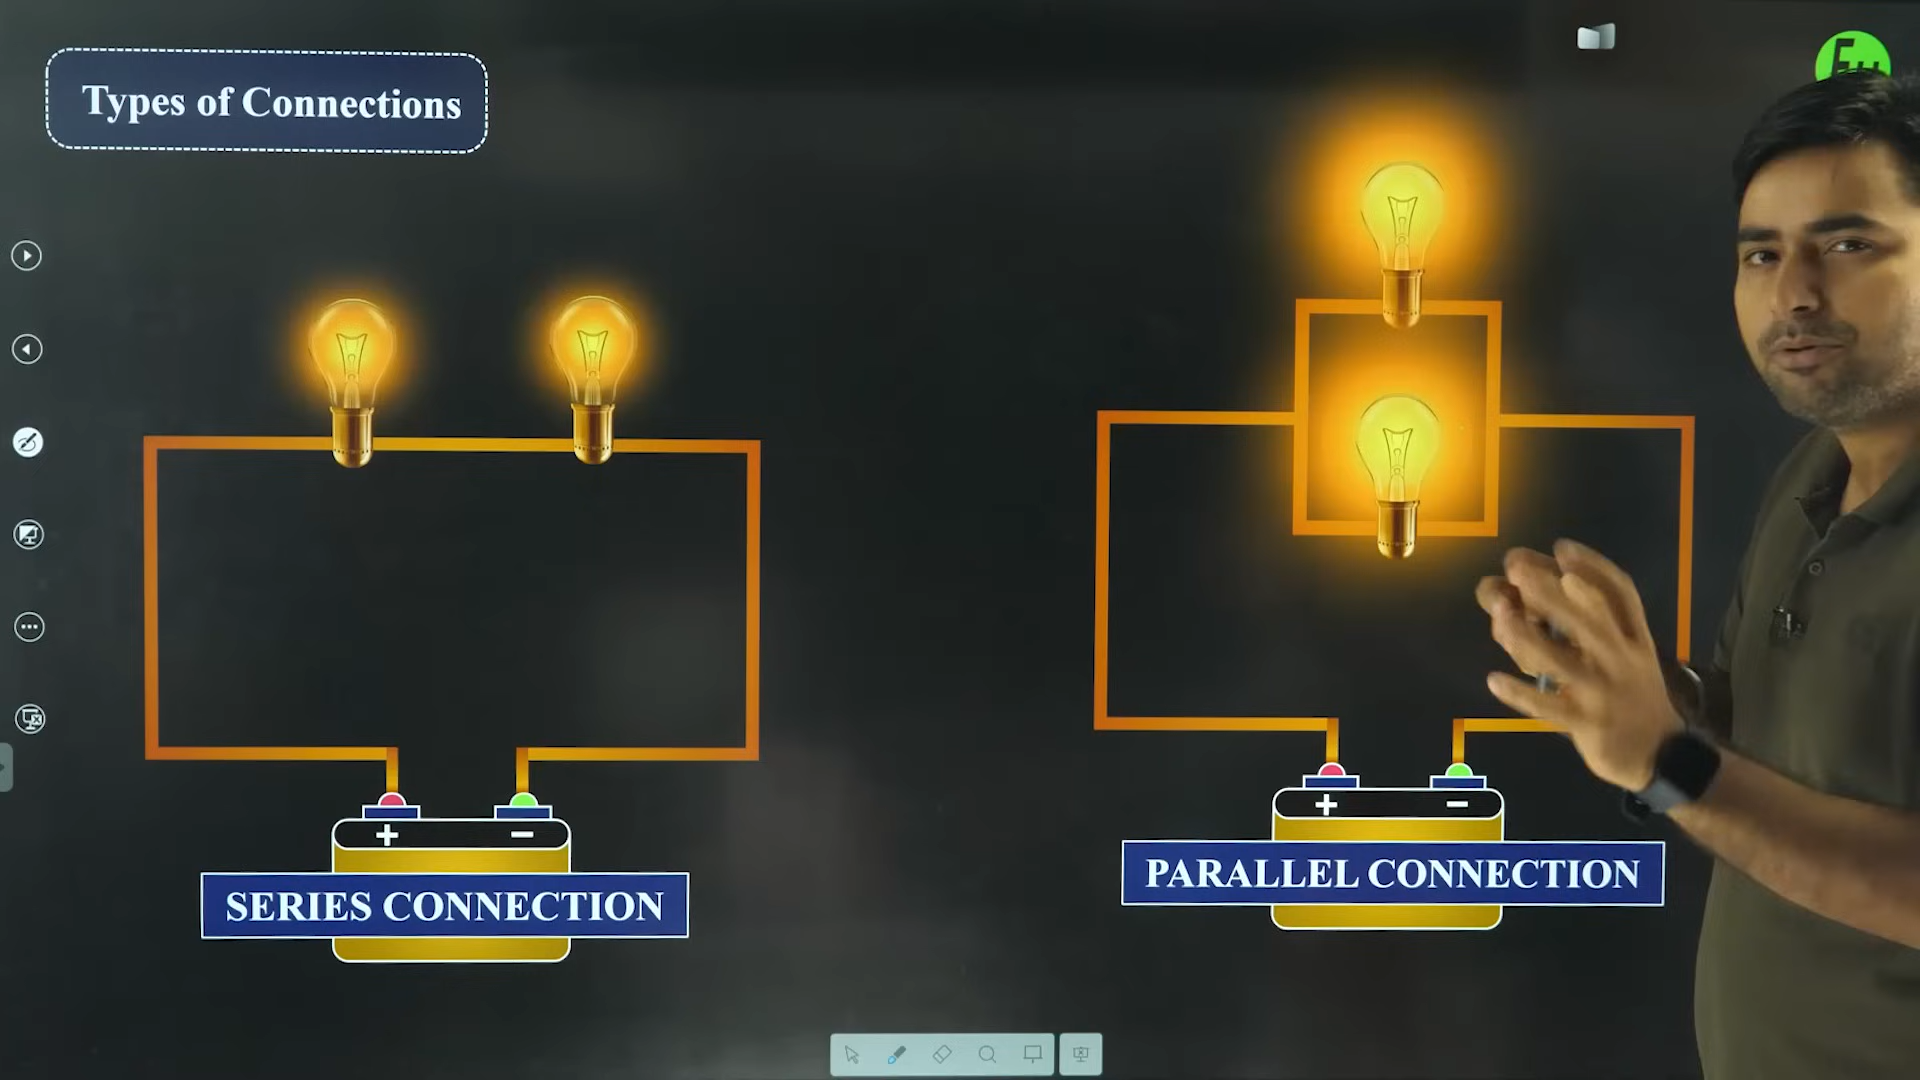 Types of Connections
+ −
SERIES CONNECTION
+ −
PARALLEL CONNECTION